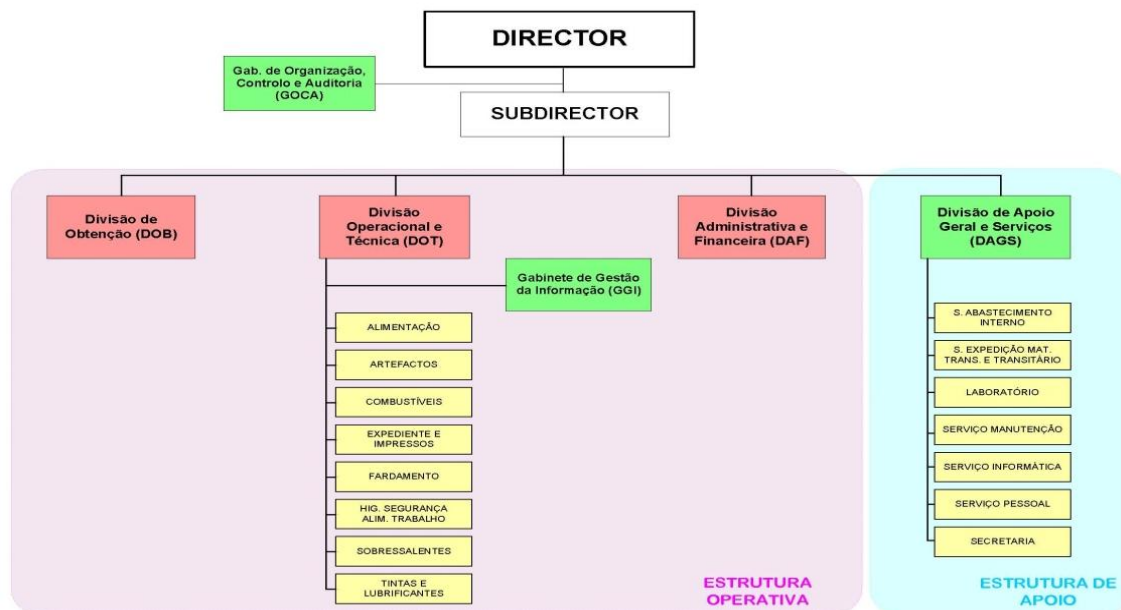 DIRECTOR
Gab. de Organização,
Controlo e Auditoria
(GOCA)
SUBDIRECTOR
Divisão de
Obtenção (DOB)
Divisão
Operacional e
Técnica (DOT)
Divisão
Administrativa e
Financeira (DAF)
Divisão de Apoio
Geral e Serviços
(DAGS)
Gabinete de Gestão
da Informação (GGI)
ALIMENTAÇÃO
ARTEFACTOS
COMBUSTÍVEIS
EXPEDIENTE E
IMPRESSOS
FARDAMENTO
HIG. SEGURANÇA
ALIM. TRABALHO
SOBRESSALENTES
TINTAS E
LUBRIFICANTES
S. ABASTECIMENTO
INTERNO
S. EXPEDIÇÃO MAT.
TRANS. E TRANSITÁRIO
LABORATÓRIO
SERVIÇO MANUTENÇÃO
SERVIÇO INFORMÁTICA
SERVIÇO PESSOAL
SECRETARIA
ESTRUTURA
OPERATIVA
ESTRUTURA DE
APOIO